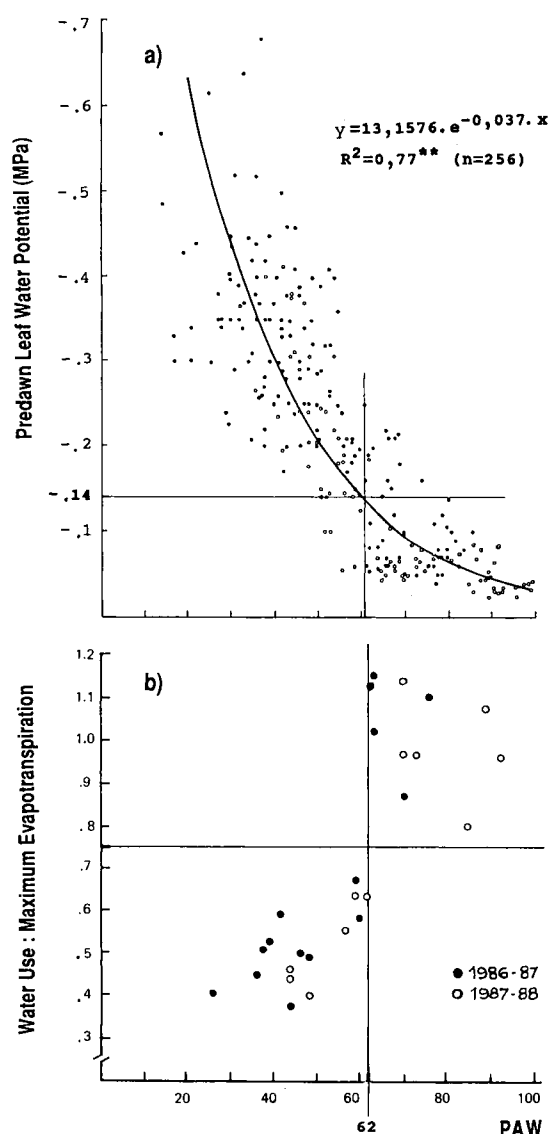 a)
Predawn Leaf Water Potential (MPa)
-.7
-.6
-.5
-.4
-.3
-.2
-.14
-.1
y=13,1576.e-0,037.x
R2=0,77** (n=256)
b)
Water Use : Maximum Evapotranspiration
1.2
1.1
1.0
.9
.8
.7
.6
.5
.4
.3
● 1986-87
○ 1987-88
20 40 60 80 100
62 PAW